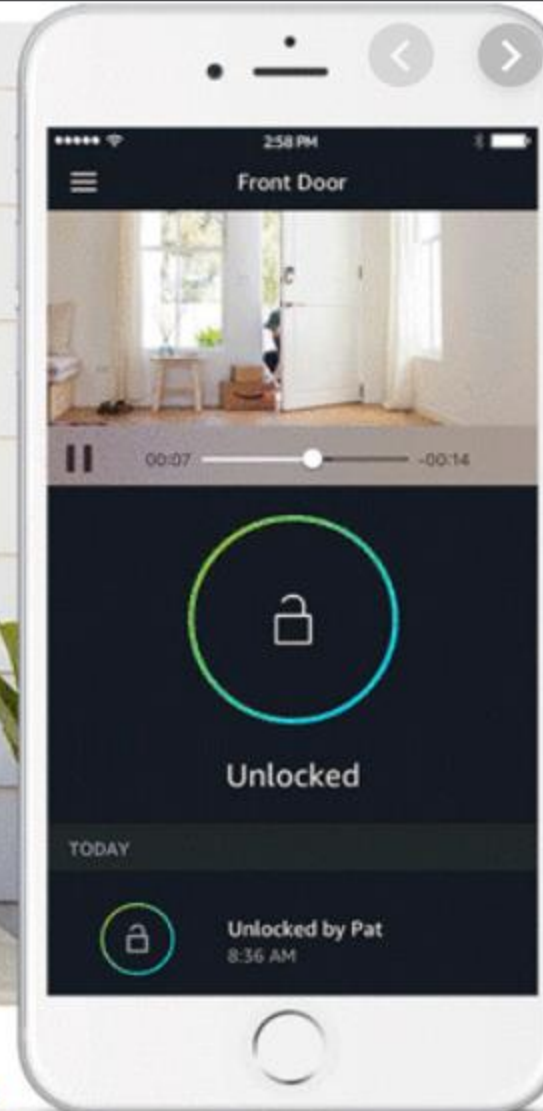 2:58 PM
Front Door
00:07
-00:14
Unlocked
TODAY
Unlocked by Pat
8:36 AM